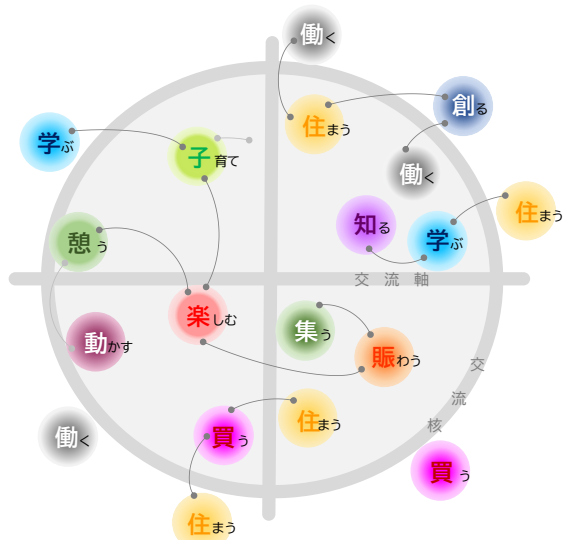 働く
創る
住まう
学ぶ
子育て
働く
知る
住まう
学ぶ
憩う
交流軸
楽しむ
集う
動かす
賑わう
交流核
住まう
買う
働く
買う
住まう